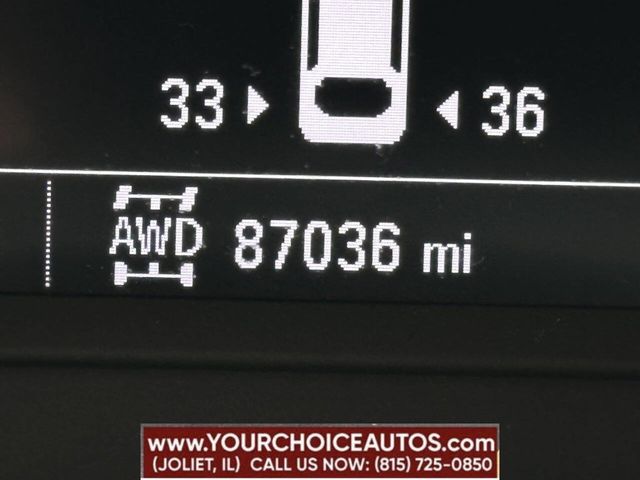 33 36
AWD 87036 mi
www.YOURCHOICEAUTOS.com
(JOLIET, IL) CALL US NOW: (815) 725-0850